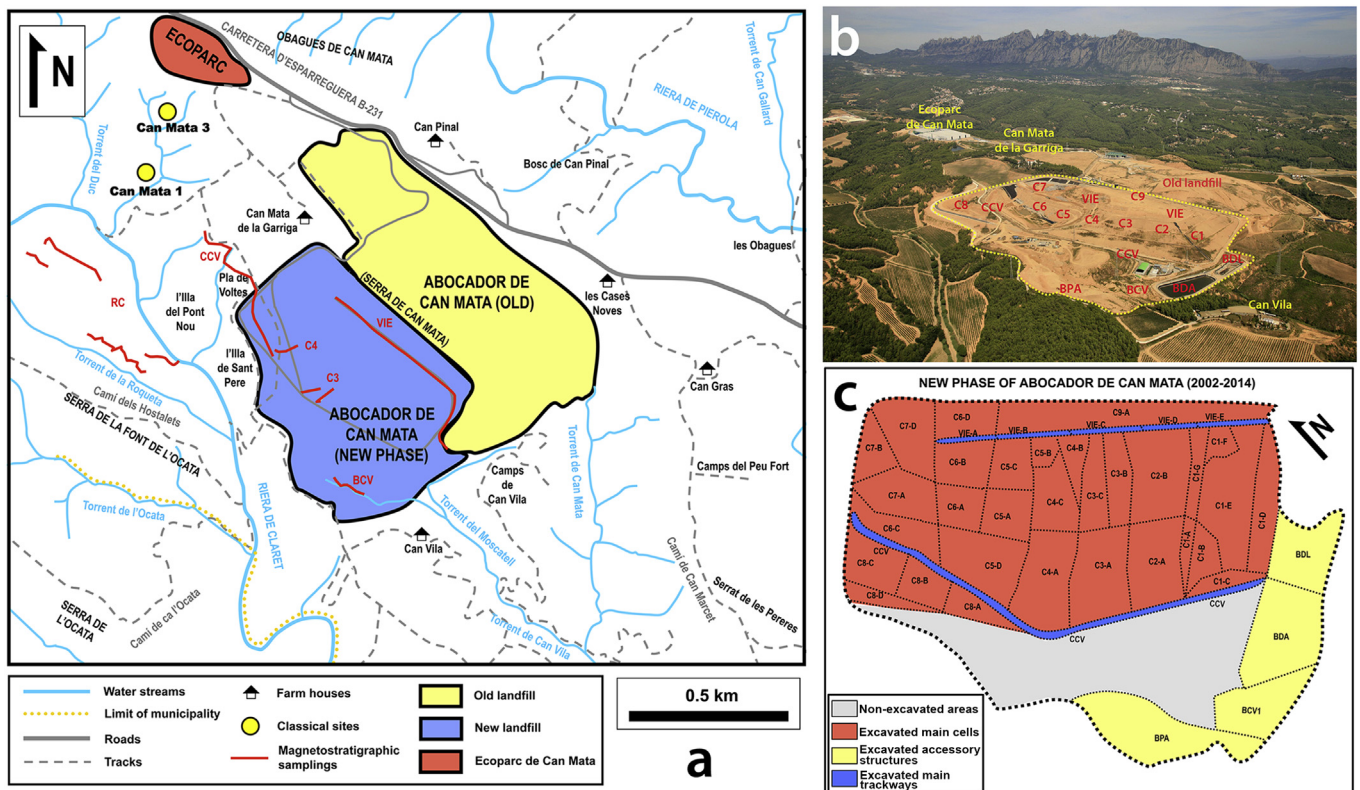 N
ECOPARC
OBAGUES DE CAN MATA
CARRETERA D'ESPARREGUERA B-231
Torrent de Can Gallard
RIERA DE PIEROLA
Can Mata 3
Torrent del Duc
Can Mata 1
Can Pinal
Bosc de Can Pinal
Can Mata
de la Garriga
les Obagues
CCV
Pla de
Voltes
ABOCADOR DE
CAN MATA (OLD)
(SERRA DE CAN MATA)
les Cases
Noves
RC
l'Illa
del Pont
Nou
VIE
C4
l'Illa
de Sant
Pere
C3
Can Gras
Torrent de la Roqueta
Camí dels Hostalets
SERRA DE LA FONT DE L'OCATA
ABOCADOR DE
CAN MATA
(NEW PHASE)
BCV
Camps
de
Can Vila
Torrent de Can Mata
Camps del Peu Fort
Torrent de l'Ocata
RIERA DE CLARET
Can Vila
Torrent del Moscatell
Camí de Can Marcet
Serrat de les Pereres
SERRA DE
L'OCATA
Camí de ca l'Ocata
Torrent de Can Vila
Water streams
Limit of municipality
Roads
Tracks
Farm houses
Classical sites
Magnetostratigraphic
samplings
Old landfill
New landfill
Ecoparc de Can Mata
0.5 km
a
b
Ecoparc
de Can Mata
Can Mata
de la Garriga
Old landfill
C7
C8
CCV
C6
C5
VIE
C4
C9
C3
VIE
C2
C1
CCV
BDL
BPA
BCV
BDA
Can Vila
c
NEW PHASE OF ABOCADOR DE CAN MATA (2002-2014)
N
C7-D
C6-D
C9-A
VIE-A
VIE-B
VIE-C
VIE-D
VIE-E
C7-B
C6-B
C5-C
C5-B
C4-B
C3-B
C2-B
C1-G
C1-F
C7-A
C6-A
C5-A
C4-C
C3-C
C1-E
C1-D
C6-C
CCV
C8-C
C8-B
C8-D
C8-A
C5-D
C4-A
C3-A
C2-A
C1-A
C1-B
C1-C
CCV
CCV
BDL
BDA
BCV1
BPA
Non-excavated areas
Excavated main cells
Excavated accessory
structures
Excavated main
trackways